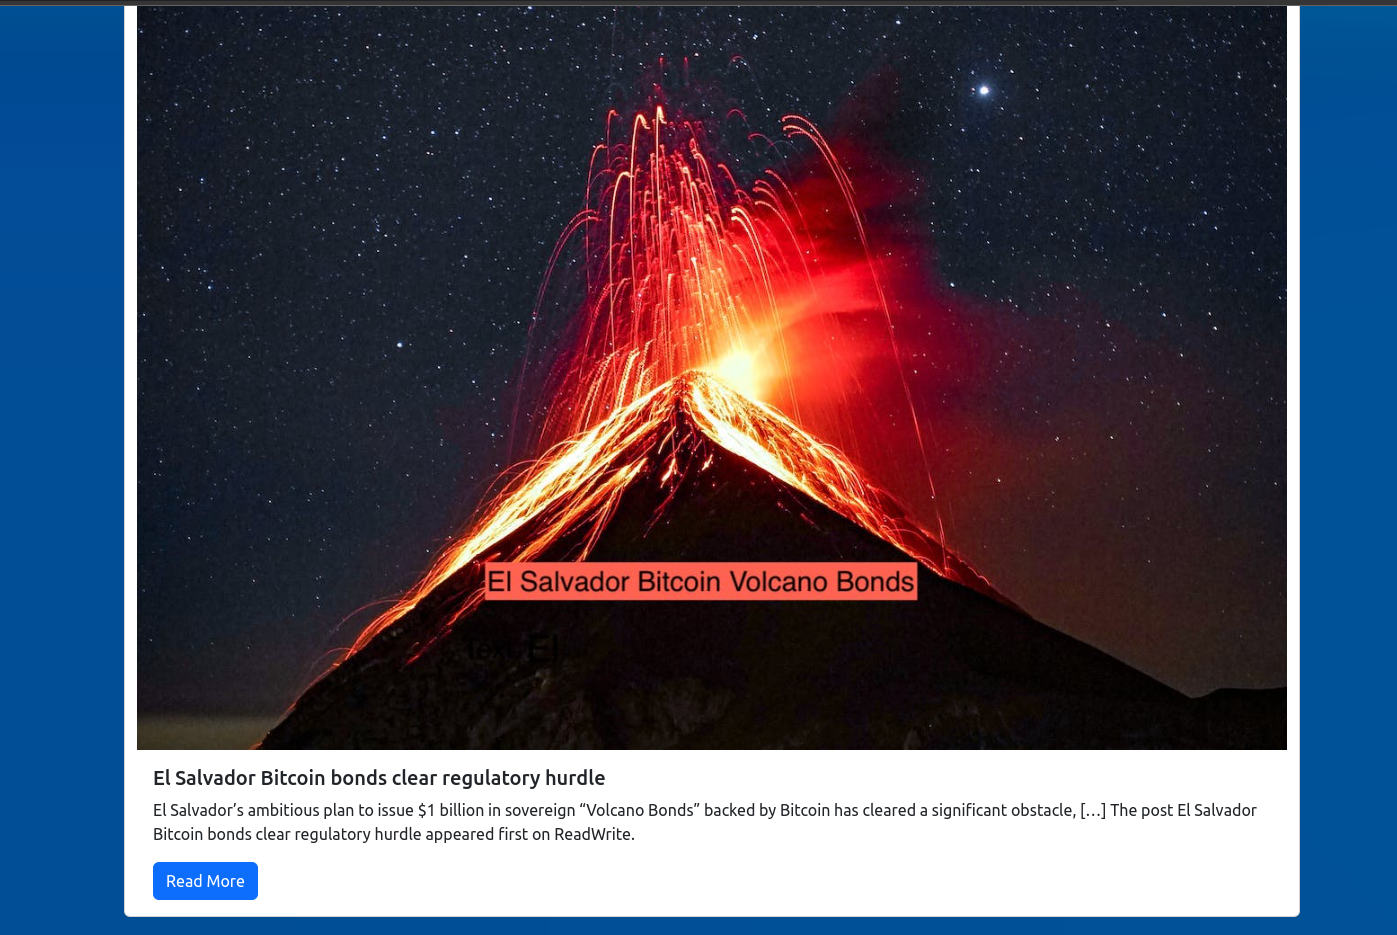 El Salvador Bitcoin Volcano Bonds
El
El Salvador Bitcoin bonds clear regulatory hurdle
El Salvador’s ambitious plan to issue $1 billion in sovereign “Volcano Bonds” backed by Bitcoin has cleared a significant obstacle, […] The post El Salvador
Bitcoin bonds clear regulatory hurdle appeared first on ReadWrite.
Read More